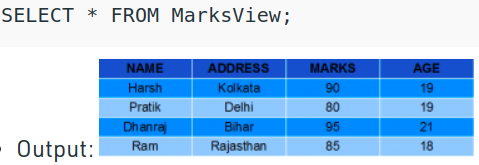 SELECT * FROM MarksView;
NAME ADDRESS MARKS AGE
Harsh Kolkata 90 19
Pratik Delhi 80 19
Dhanraj Bihar 95 21
Output: Ram Rajasthan 85 18